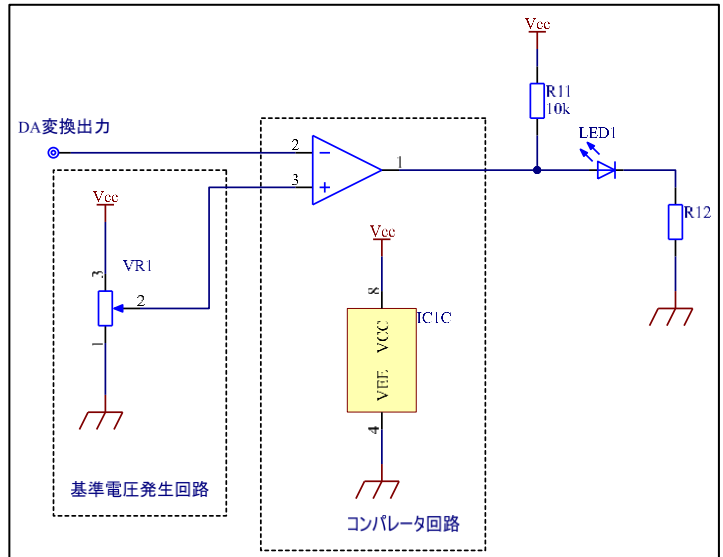 Vcc
R11
10k
DA変換出力
LED1
2
1
3
R12
Vcc
Vcc
3
VR1
2
8
IC1C
VCC
VEE
1
4
基準電圧発生回路
コンパレータ回路